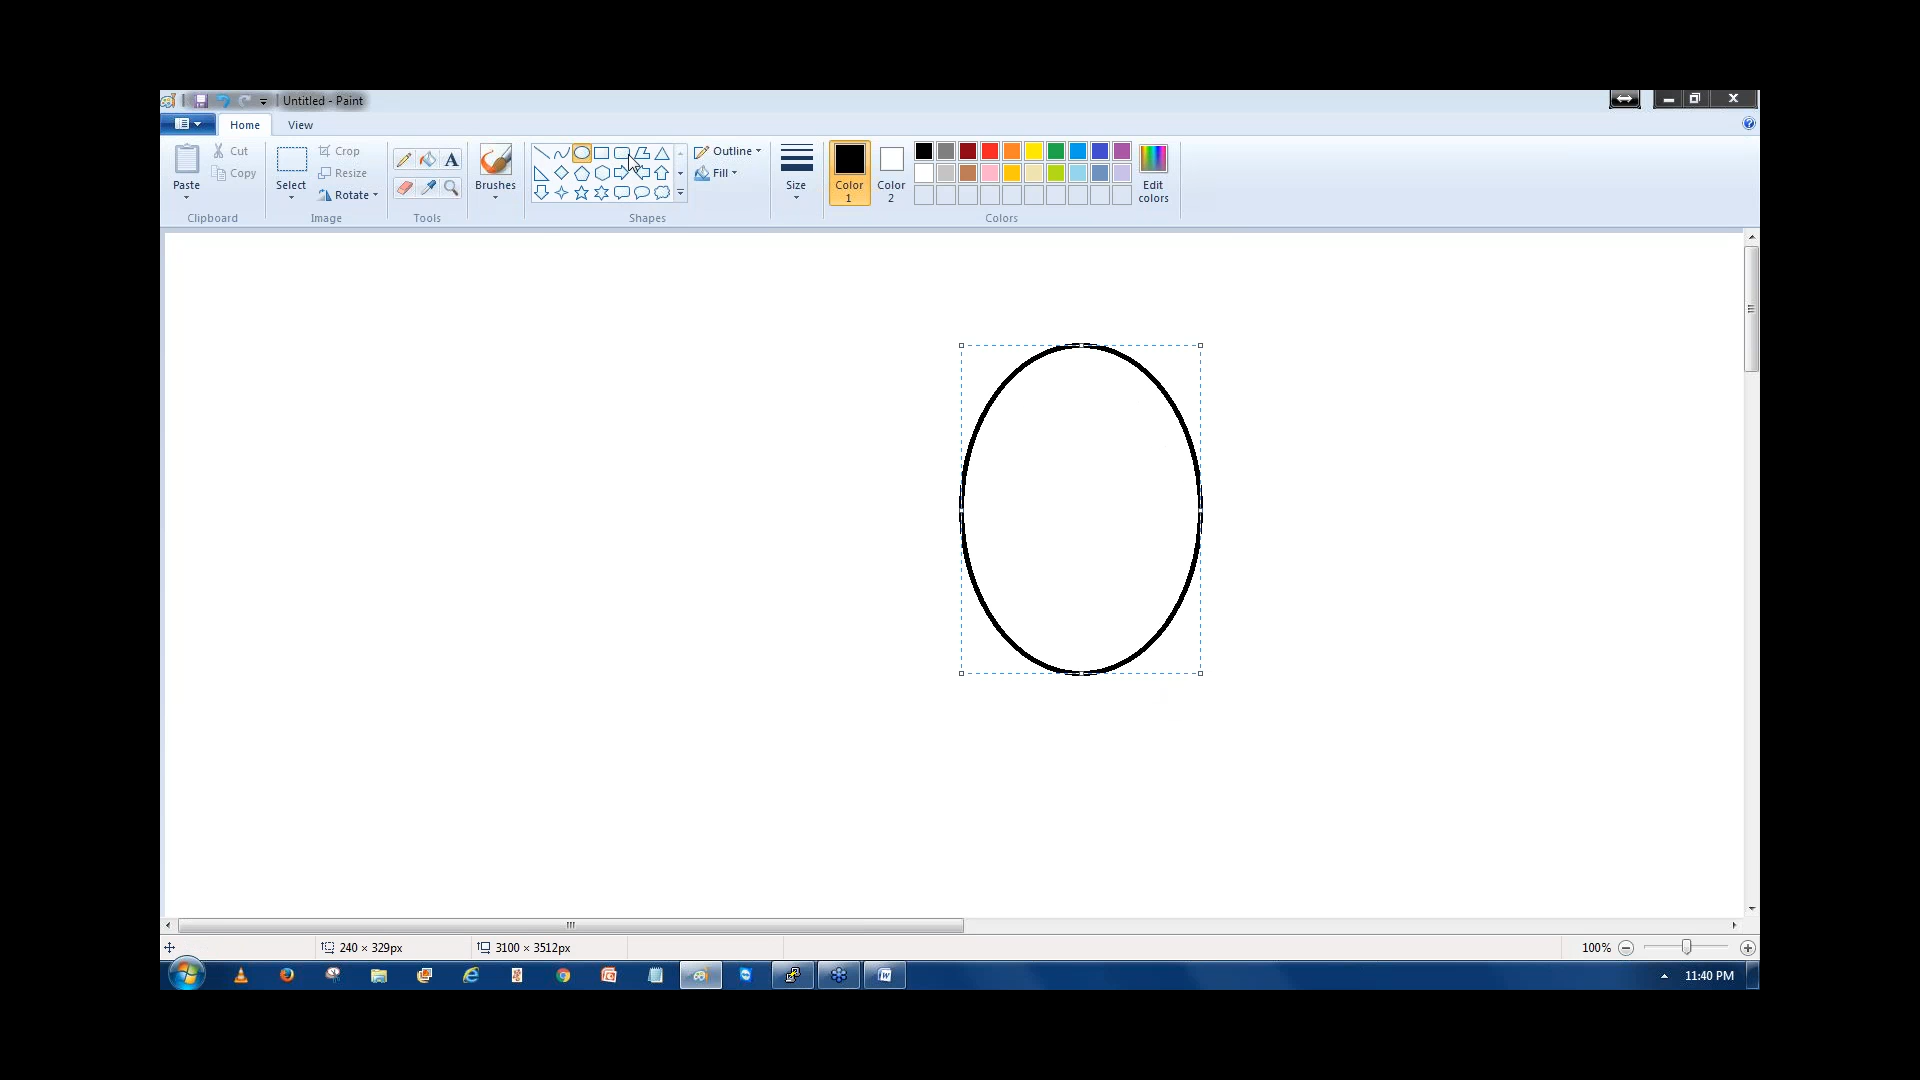 Untitled - Paint
Home View
Paste
Cut
Copy
Clipboard
Select
Crop
Resize
Rotate
Image
A
Tools
Brushes
Shapes
Outline
Fill
Size
Color
1
Color
2
Edit
colors
Colors
240 × 329px
3100 × 3512px
100%
11:40 PM